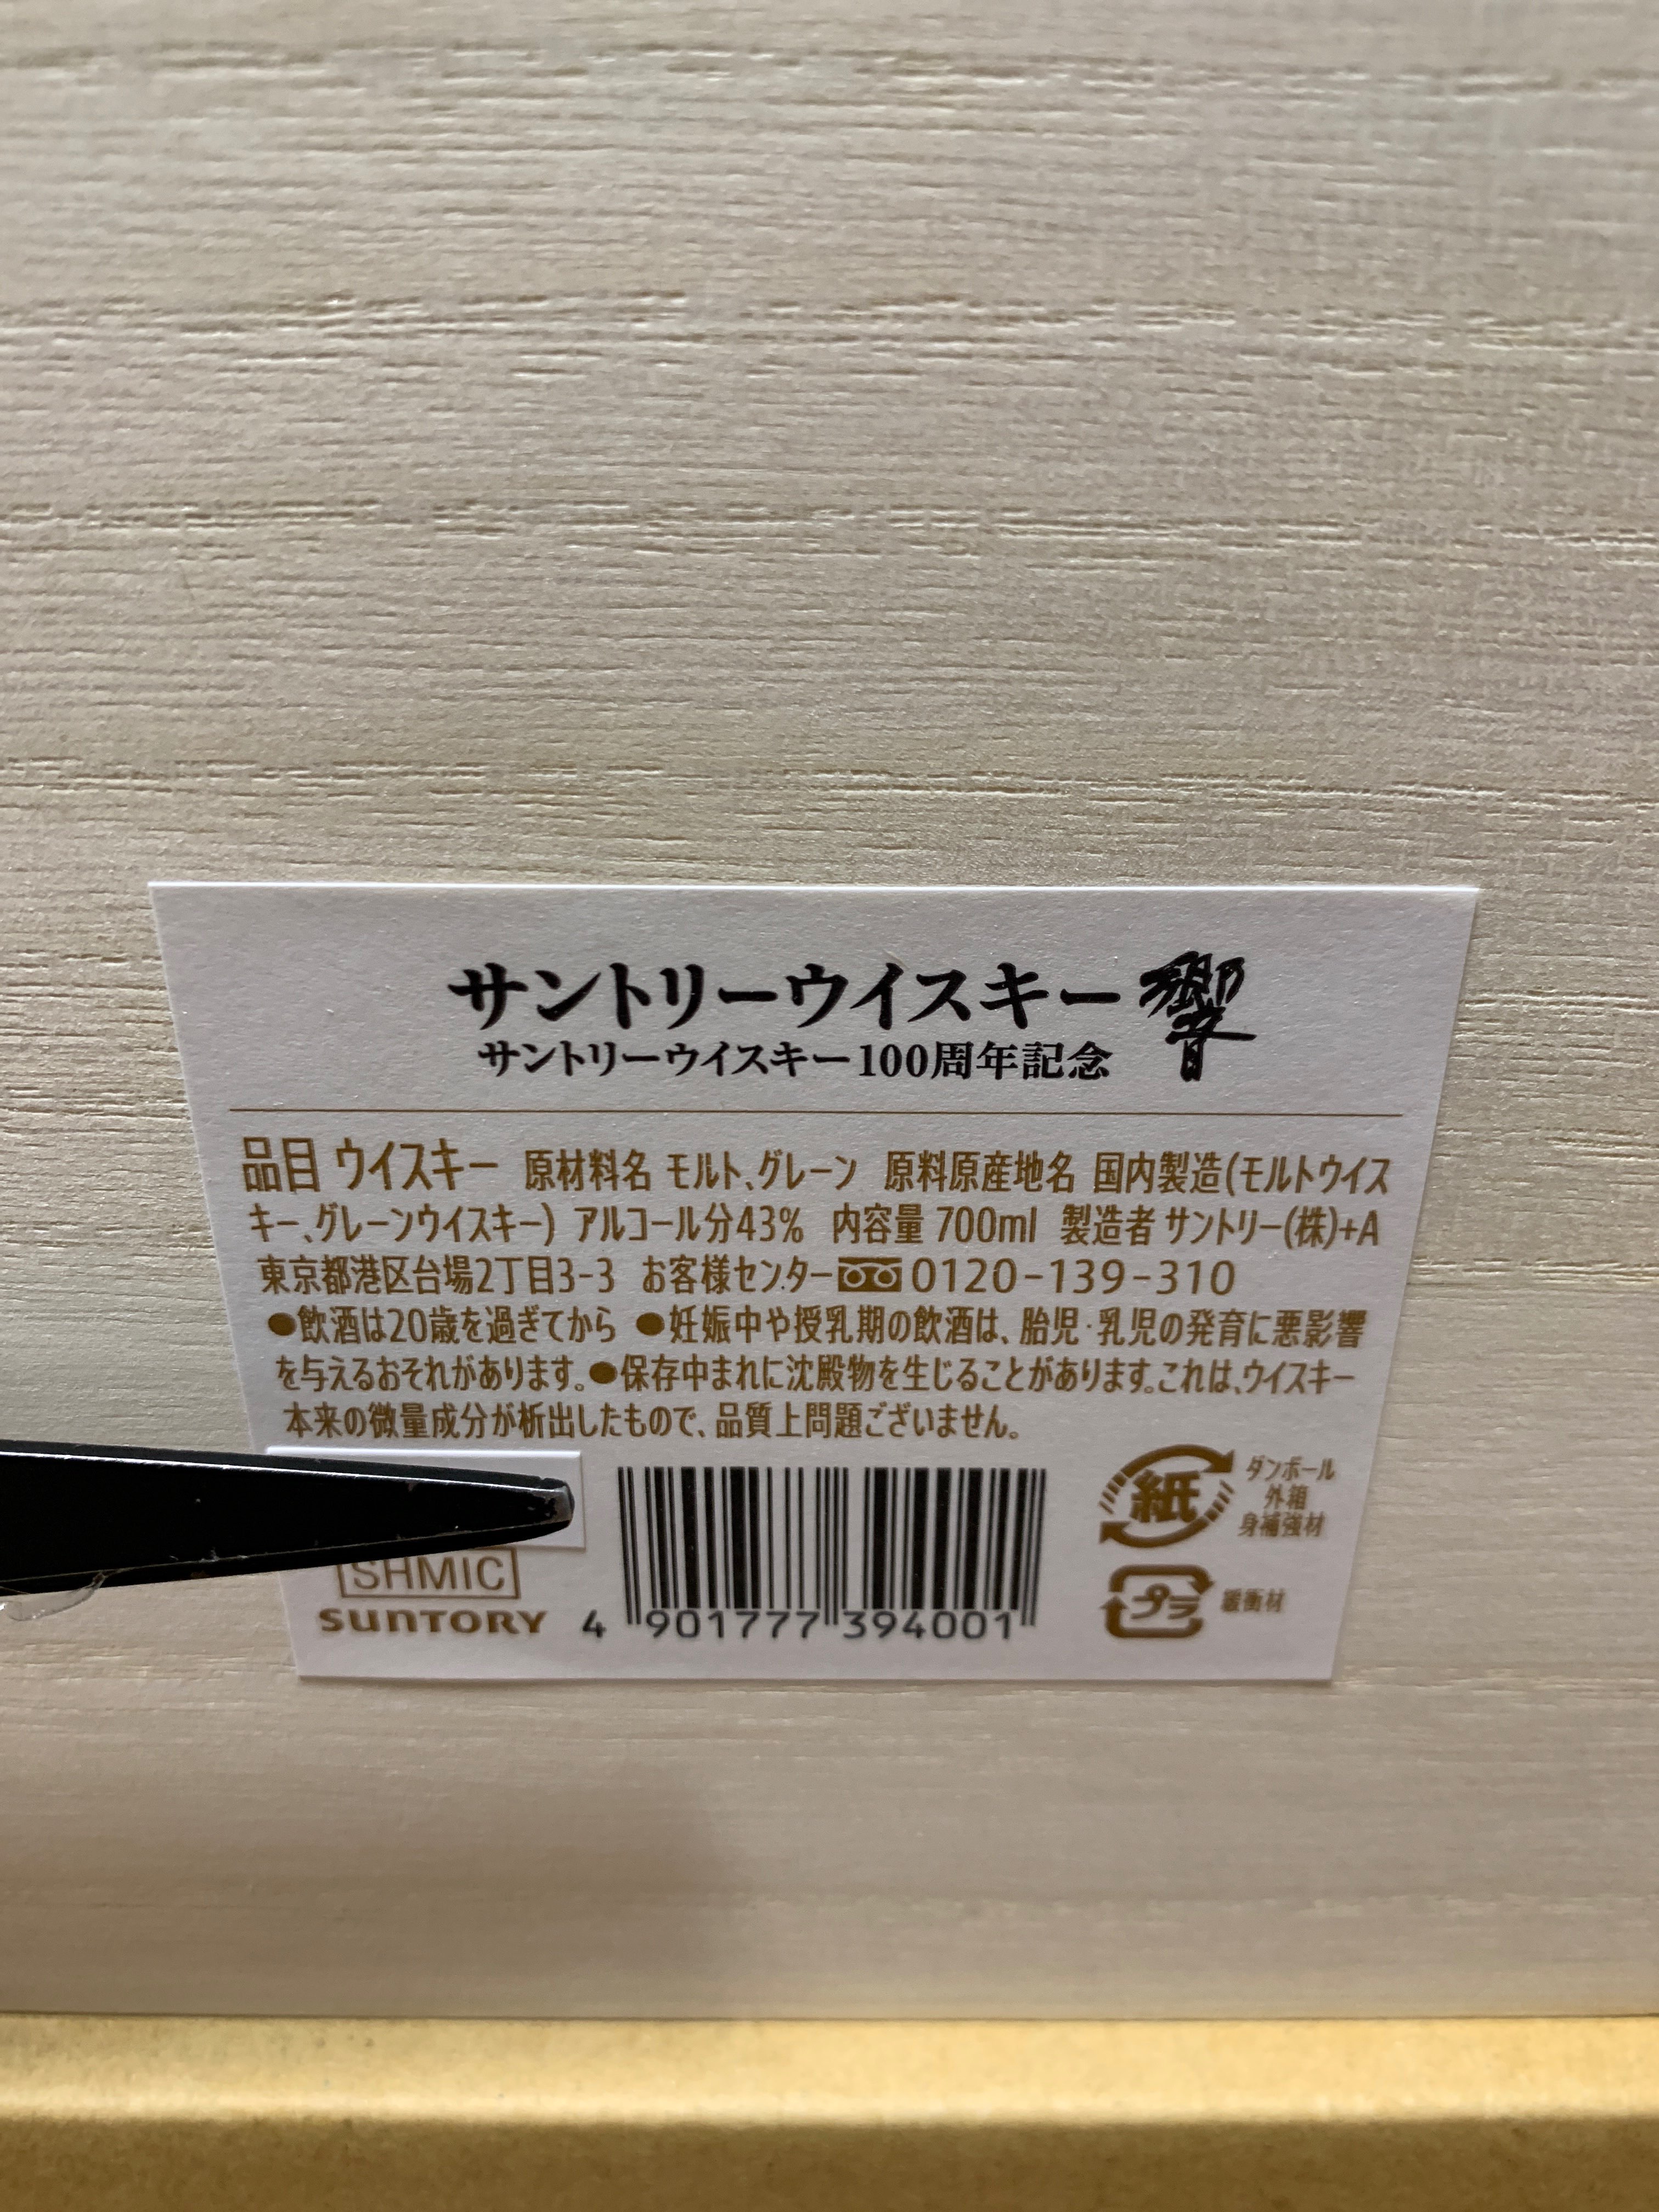 サントリーウイスキー 響
サントリーウイスキー100周年記念
品目 ウイスキー 原材料名 モルト、グレーン 原料原産地名 国内製造(モルトウイス
キー、グレーンウイスキー) アルコール分43% 内容量 700ml 製造者 サントリー(株)+A
東京都港区台場2丁目3-3 お客様センター 0120-139-310
●飲酒は20歳を過ぎてから ●妊娠中や授乳期の飲酒は、胎児・乳児の発育に悪影響
を与えるおそれがあります。●保存中まれに沈殿物を生じることがあります。これは、ウイスキー
本来の微量成分が析出したもので、品質上問題ございません。
SHMIC
SUNTORY
4 901777 394001
紙
ダンボール
外箱
身補強材
プラ
緩衝材